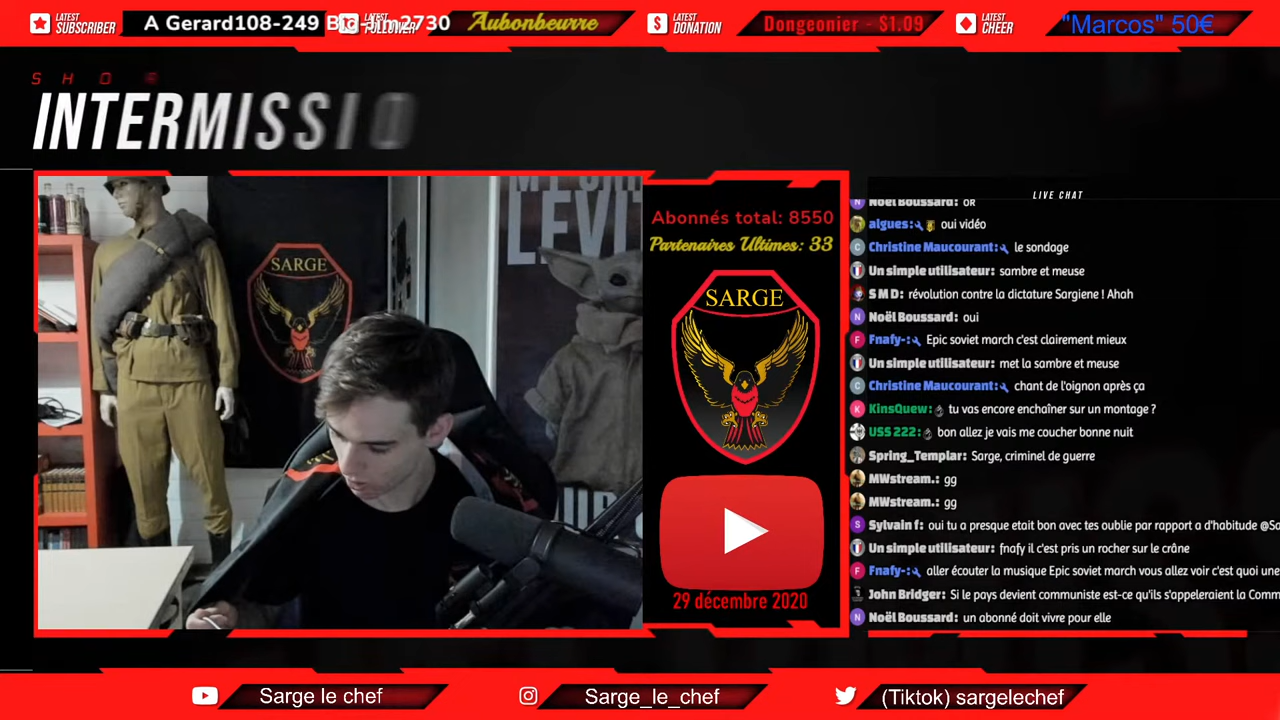 LATEST SUBSCRIBER
A Gerard108-249
LATEST FOLLOWER
Aubonbeurre
LATEST DONATION
Dongeonier - $1.09
LATEST CHEER
"Marcos" 50€
SHO
INTERMISSIO
SARGE
LEVI
Abonnés total: 8550
Partenaires Ultimes: 33
SARGE
29 décembre 2020
LIVE CHAT
Noël Boussard: OR
algues: oui vidéo
Christine Maucourant: le sondage
Un simple utilisateur: sambre et meuse
S M D: révolution contre la dictature Sargiene ! Ahah
Noël Boussard: oui
Fnafy-: Epic soviet march c'est clairement mieux
Un simple utilisateur: met la sambre et meuse
Christine Maucourant: chant de l'oignon après ça
KinsQuew: tu vas encore enchaîner sur un montage ?
USS 222: bon allez je vais me coucher bonne nuit
Spring_Templar: Sarge, criminel de guerre
MWstream.: gg
MWstream.: gg
Sylvain f: oui tu a presque etait bon avec tes oublie par rapport a d'habitude @Sa
Un simple utilisateur: fnafy il c'est pris un rocher sur le crâne
Fnafy-: aller écouter la musique Epic soviet march vous allez voir c'est quoi une
John Bridger: Si le pays devient communiste est-ce qu'ils s'appeleraient la Comm
Noël Boussard: un abonné doit vivre pour elle
Sarge le chef
Sarge_le_chef
(Tiktok) sargelechef